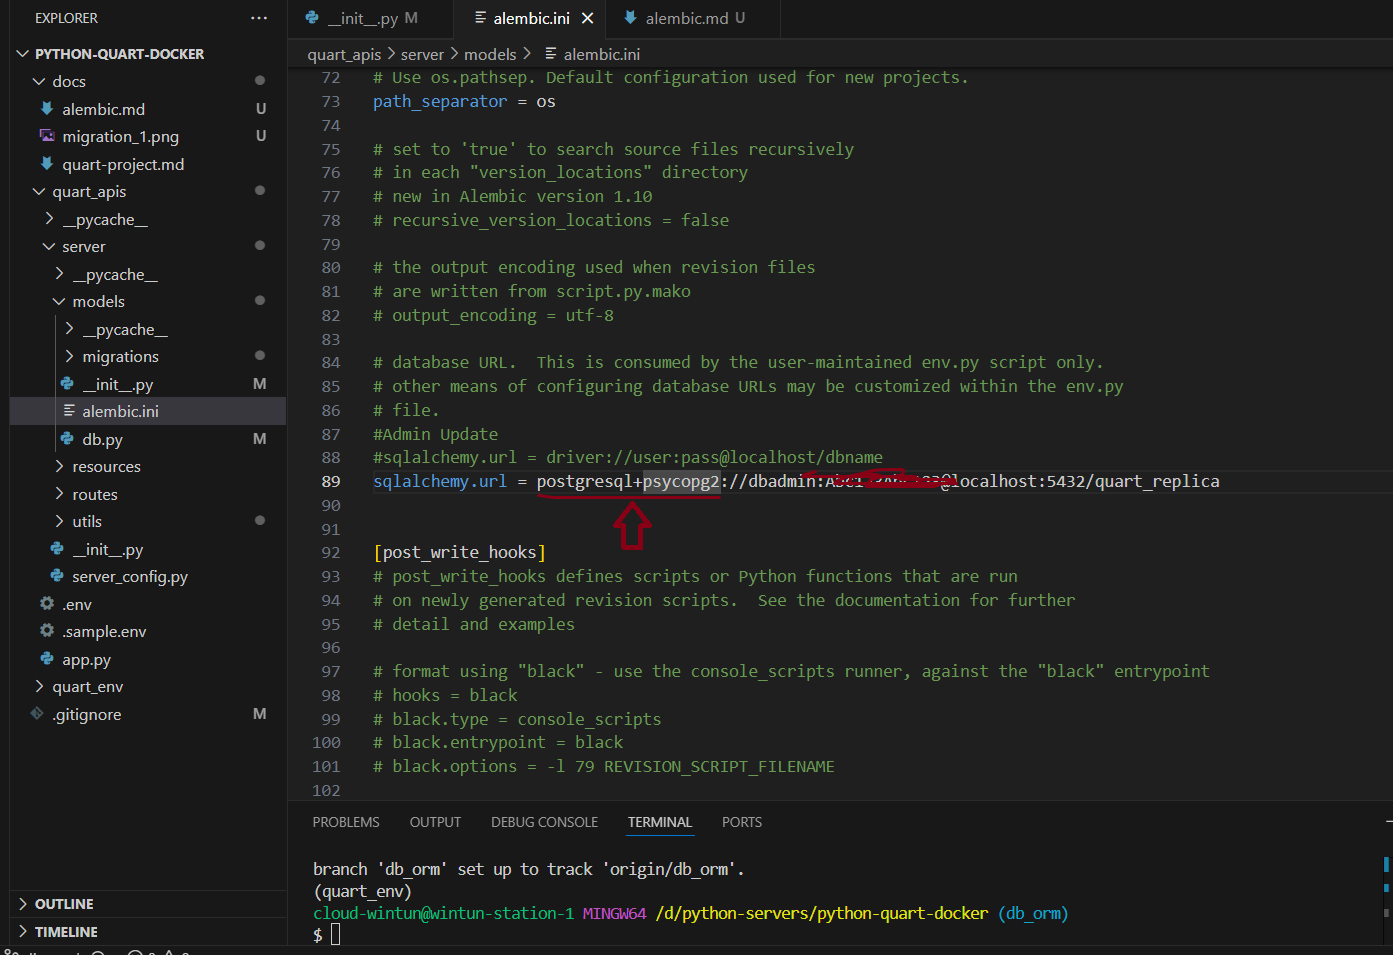 EXPLORER ...
PYTHON-QUART-DOCKER
docs
alembic.md U
migration_1.png U
quart-project.md
quart_apis
__pycache__
server
__pycache__
models
__pycache__
migrations
__init__.py M
alembic.ini
db.py M
resources
routes
utils
__init__.py
server_config.py
.env
.sample.env
app.py
quart_env
.gitignore M
OUTLINE
TIMELINE
__init__.py M alembic.ini alembic.md U
quart_apis > server > models > alembic.ini
72 # Use os.pathsep. Default configuration used for new projects.
73 path_separator = os
74
75 # set to 'true' to search source files recursively
76 # in each "version_locations" directory
77 # new in Alembic version 1.10
78 # recursive_version_locations = false
79
80 # the output encoding used when revision files
81 # are written from script.py.mako
82 # output_encoding = utf-8
83
84 # database URL.  This is consumed by the user-maintained env.py script only.
85 # other means of configuring database URLs may be customized within the env.py
86 # file.
87 #Admin Update
88 #sqlalchemy.url = driver://user:pass@localhost/dbname
89 sqlalchemy.url = postgresql+psycopg2://dbadmin: @localhost:5432/quart_replica
90
91
92 [post_write_hooks]
93 # post_write_hooks defines scripts or Python functions that are run
94 # on newly generated revision scripts.  See the documentation for further
95 # detail and examples
96
97 # format using "black" - use the console_scripts runner, against the "black" entrypoint
98 # hooks = black
99 # black.type = console_scripts
100 # black.entrypoint = black
101 # black.options = -l 79 REVISION_SCRIPT_FILENAME
102
PROBLEMS OUTPUT DEBUG CONSOLE TERMINAL PORTS
branch 'db_orm' set up to track 'origin/db_orm'.
(quart_env)
cloud-wintun@wintun-station-1 MINGW64 /d/python-servers/python-quart-docker (db_orm)
$